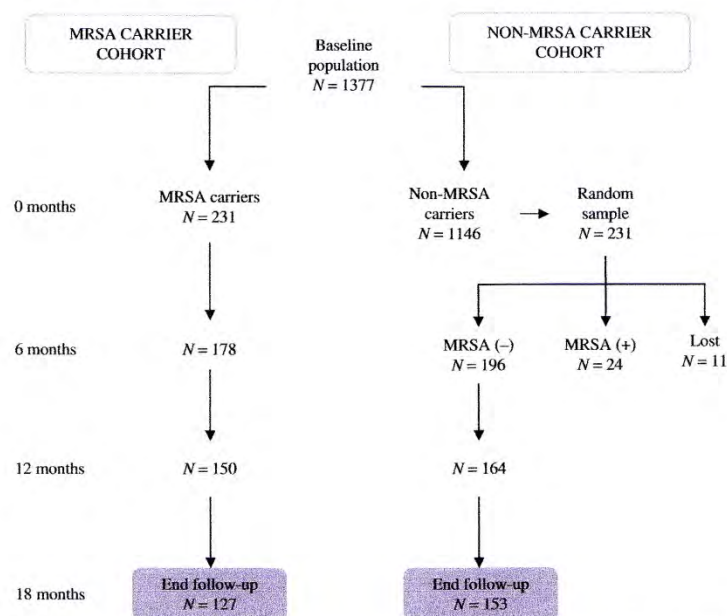 MRSA CARRIER
COHORT
Baseline
population
N = 1377
NON-MRSA CARRIER
COHORT
0 months
MRSA carriers
N = 231
Non-MRSA
carriers
N = 1146
Random
sample
N = 231
6 months
N = 178
MRSA (–)
N = 196
MRSA (+)
N = 24
Lost
N = 11
12 months
N = 150
N = 164
18 months
End follow-up
N = 127
End follow-up
N = 153